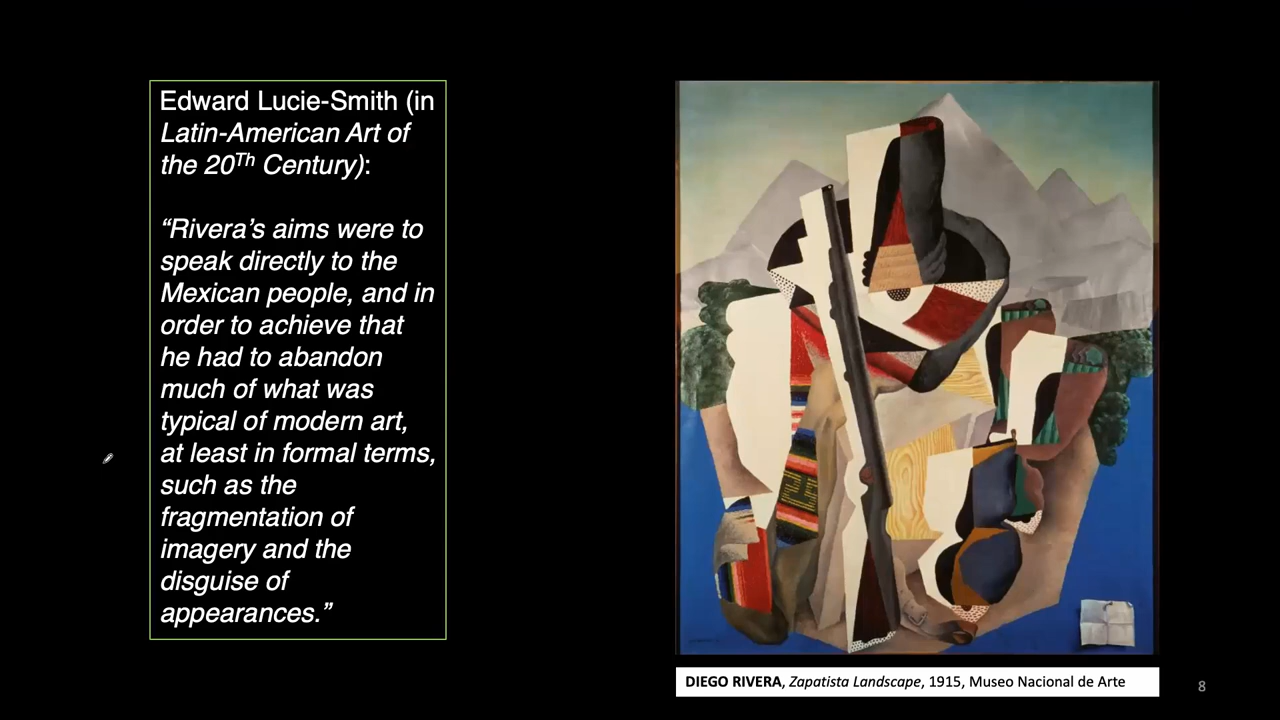 Edward Lucie-Smith (in
Latin-American Art of
the 20Th Century):
“Rivera’s aims were to
speak directly to the
Mexican people, and in
order to achieve that
he had to abandon
much of what was
typical of modern art,
at least in formal terms,
such as the
fragmentation of
imagery and the
disguise of
appearances.”
DIEGO RIVERA, Zapatista Landscape, 1915, Museo Nacional de Arte
8